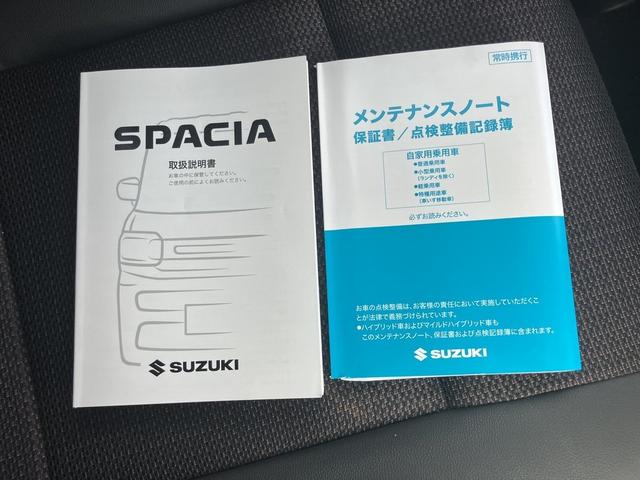 SPACIA
取扱説明書
お車の中に保管してください。
ご使用の前によくお読みください。
SUZUKI
常時携行
メンテナンスノート
保証書/点検整備記録簿
自家用乗用車
●普通乗用車
●小型乗用車
(ランディを除く)
●軽乗用車
●特種用途車
(車いす移動車)
必ずお読みください。
お車の点検整備は、お客様の責任において実施していただくこ
とが法律で義務づけられています。
●ハイブリッド車およびマイルドハイブリッド車も
このメンテナンスノート、保証書および点検記録簿に含まれます。
SUZUKI